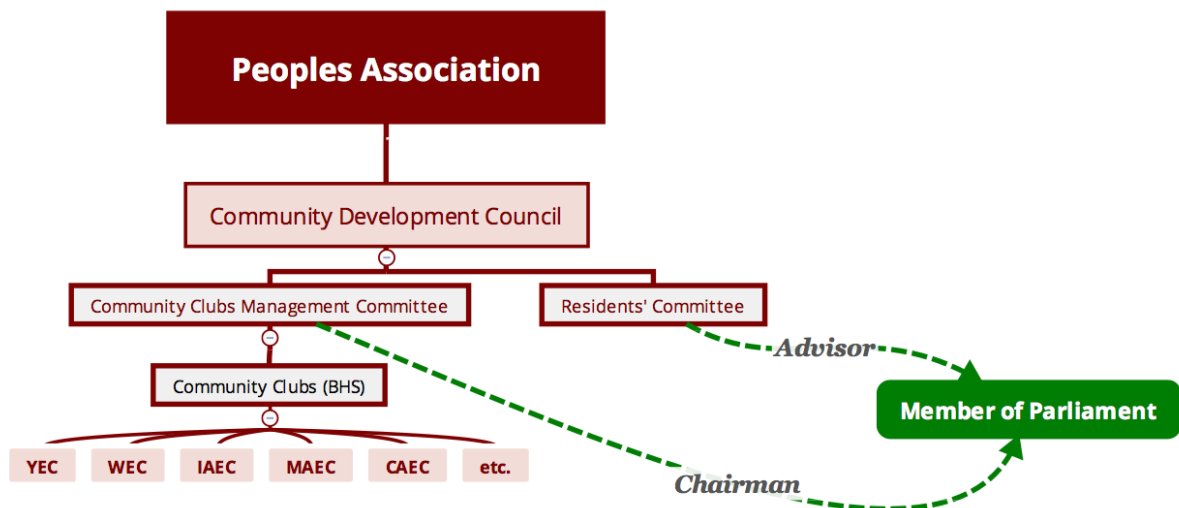 Peoples Association
Community Development Council
Community Clubs Management Committee
Residents' Committee
Advisor
Community Clubs (BHS)
Member of Parliament
YEC
WEC
IAEC
MAEC
CAEC
etc.
Chairman